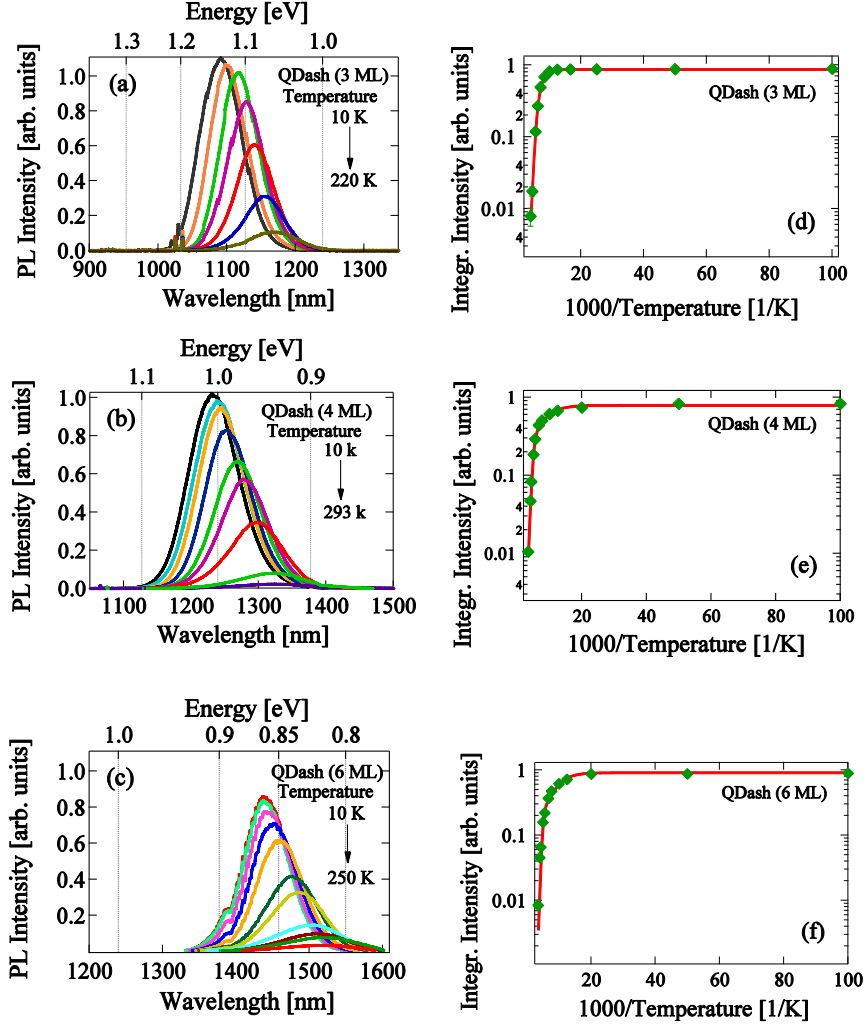 Energy [eV]
1.3 1.2 1.1 1.0
PL Intensity [arb. units]
1.0
0.8
0.6
0.4
0.2
0.0
(a)
QDash (3 ML)
Temperature
10 K
220 K
900 1000 1100 1200 1300
Wavelength [nm]
Integr. Intensity [arb. units]
1
4
2
0.1
4
2
0.01
4
QDash (3 ML)
(d)
20 40 60 80 100
1000/Temperature [1/K]
Energy [eV]
1.1 1.0 0.9
PL Intensity [arb. units]
1.0
0.8
0.6
0.4
0.2
0.0
(b)
QDash (4 ML)
Temperature
10 k
293 k
1100 1200 1300 1400 1500
Wavelength [nm]
Integr. Intensity [arb. units]
1
4
2
0.1
4
2
0.01
4
QDash (4 ML)
(e)
20 40 60 80 100
1000/Temperature [1/K]
Energy [eV]
1.0 0.9 0.85 0.8
PL Intensity [arb. units]
1.0
0.8
0.6
0.4
0.2
(c)
QDash (6 ML)
Temperature
10 K
250 K
1200 1300 1400 1500 1600
Wavelength [nm]
Integr. Intensity [arb. units]
1
0.1
0.01
QDash (6 ML)
(f)
20 40 60 80 100
1000/Temperature [1/K]